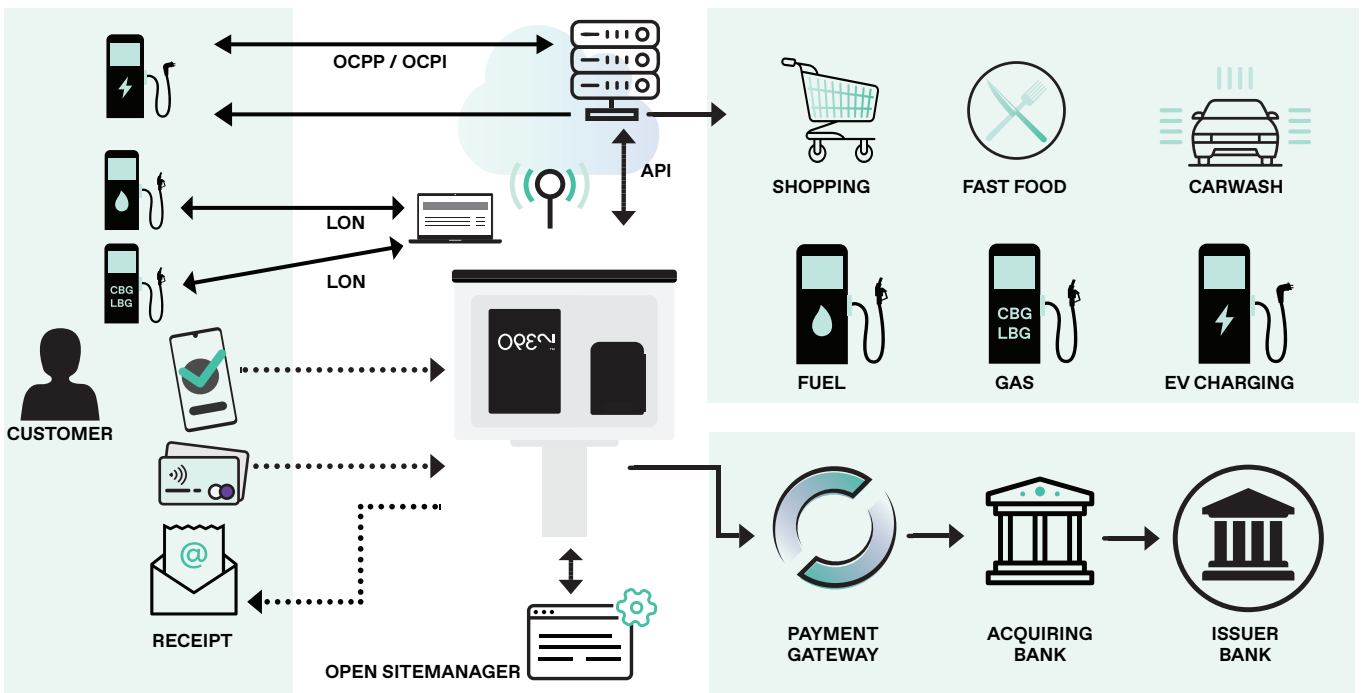 OCPP / OCPI
API
LON
LON
CBG
LBG
CUSTOMER
@
RECEIPT
OPEN SITEMANAGER
SHOPPING
FAST FOOD
CARWASH
CBG
LBG
FUEL
GAS
EV CHARGING
PAYMENT
GATEWAY
ACQUIRING
BANK
ISSUER
BANK